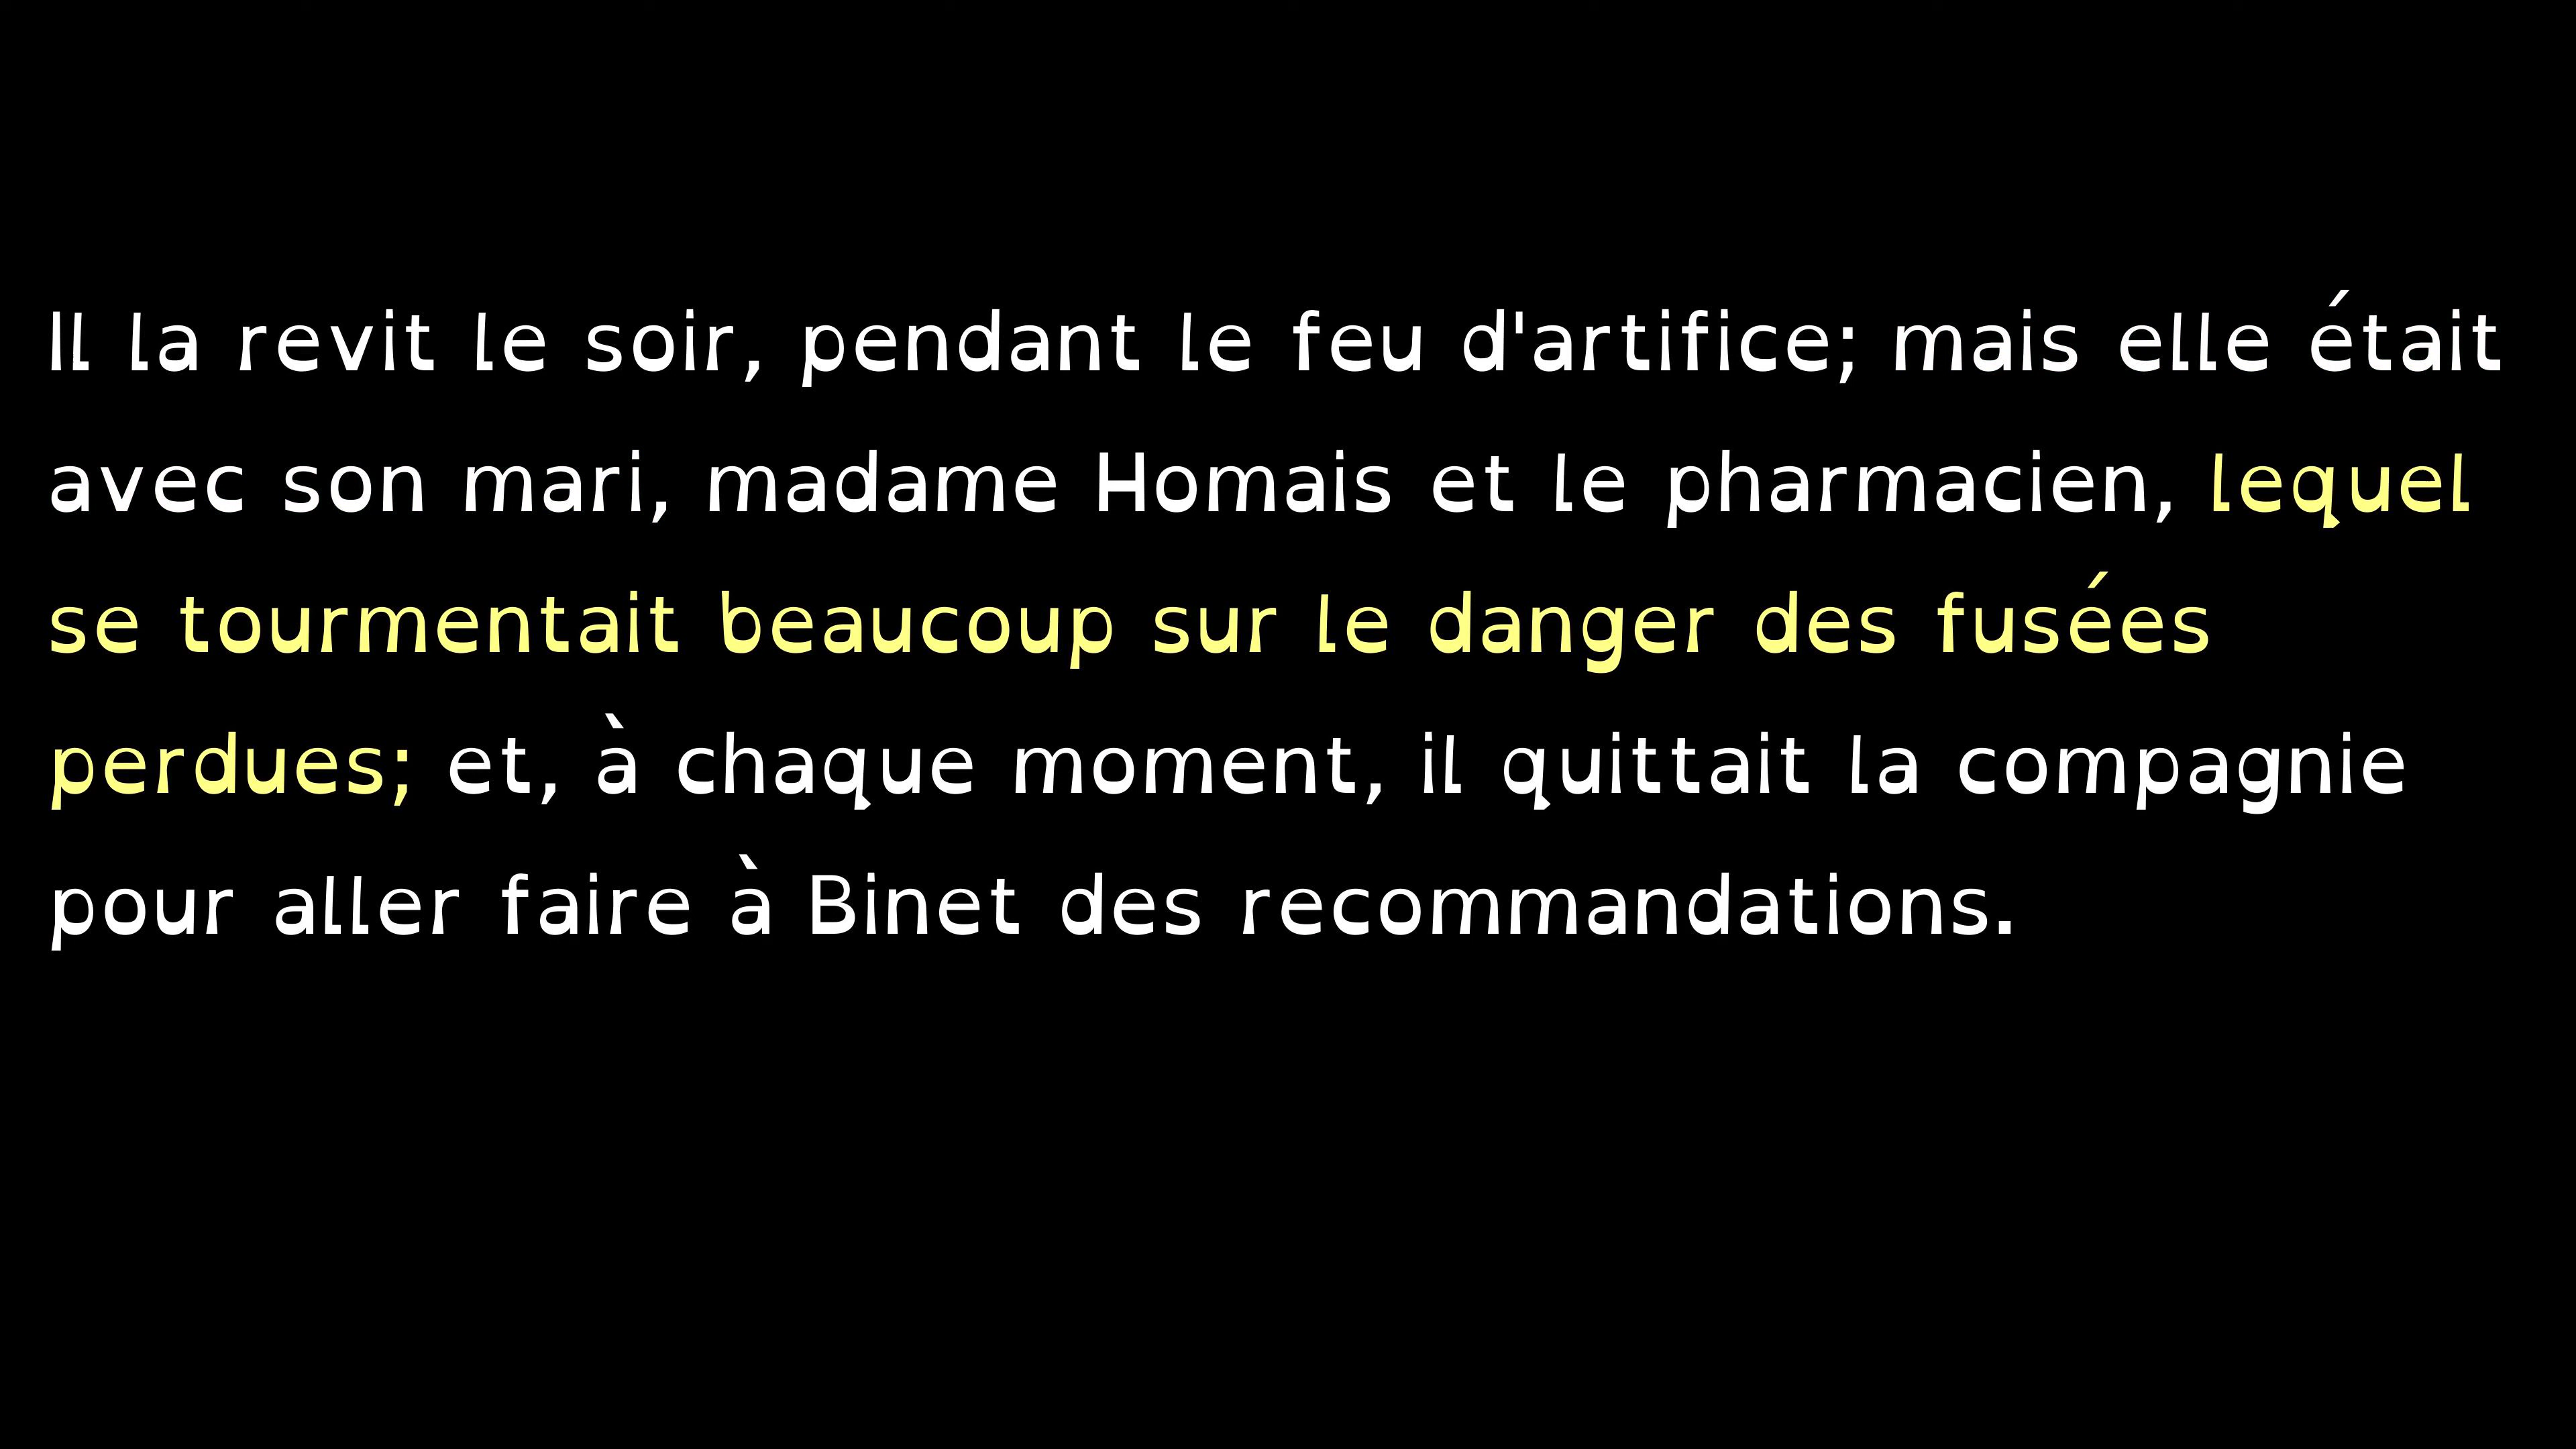 Il la revit le soir, pendant le feu d'artifice; mais elle était
avec son mari, madame Homais et le pharmacien, lequel
se tourmentait beaucoup sur le danger des fusées
perdues; et, à chaque moment, il quittait la compagnie
pour aller faire à Binet des recommandations.